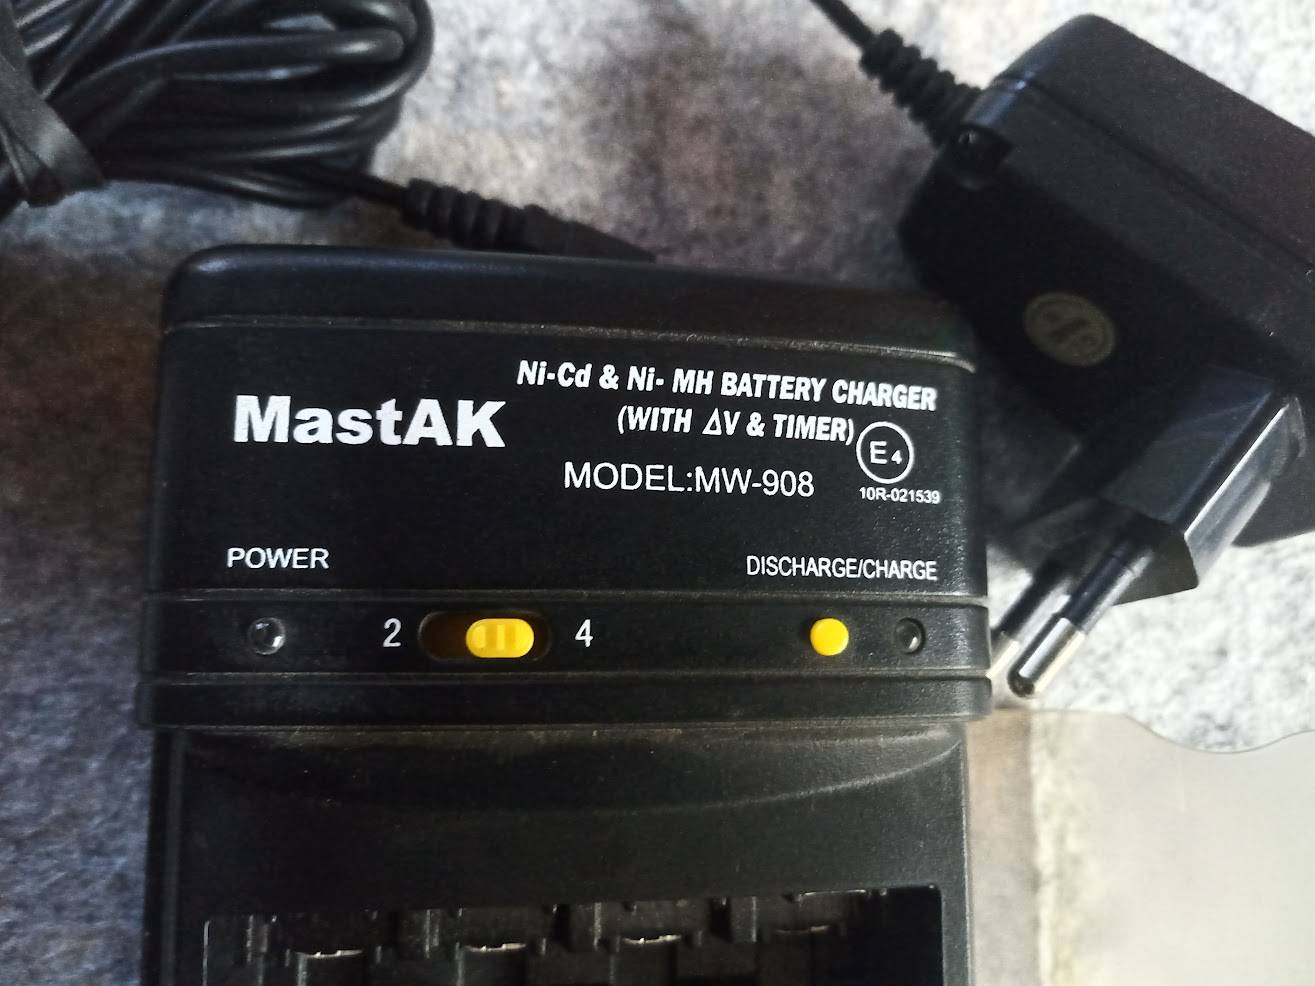 Ni-Cd & Ni- MH BATTERY CHARGER
MastAK
(WITH ΔV & TIMER)
E4
MODEL:MW-908
10R-021539
POWER
DISCHARGE/CHARGE
2
4